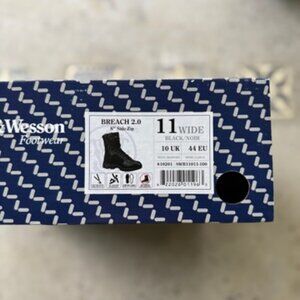 & Wesson
Footwear
BREACH 2.0
8" Side Zip
11 WIDE
BLACK/NOIR
10 UK 44 EU